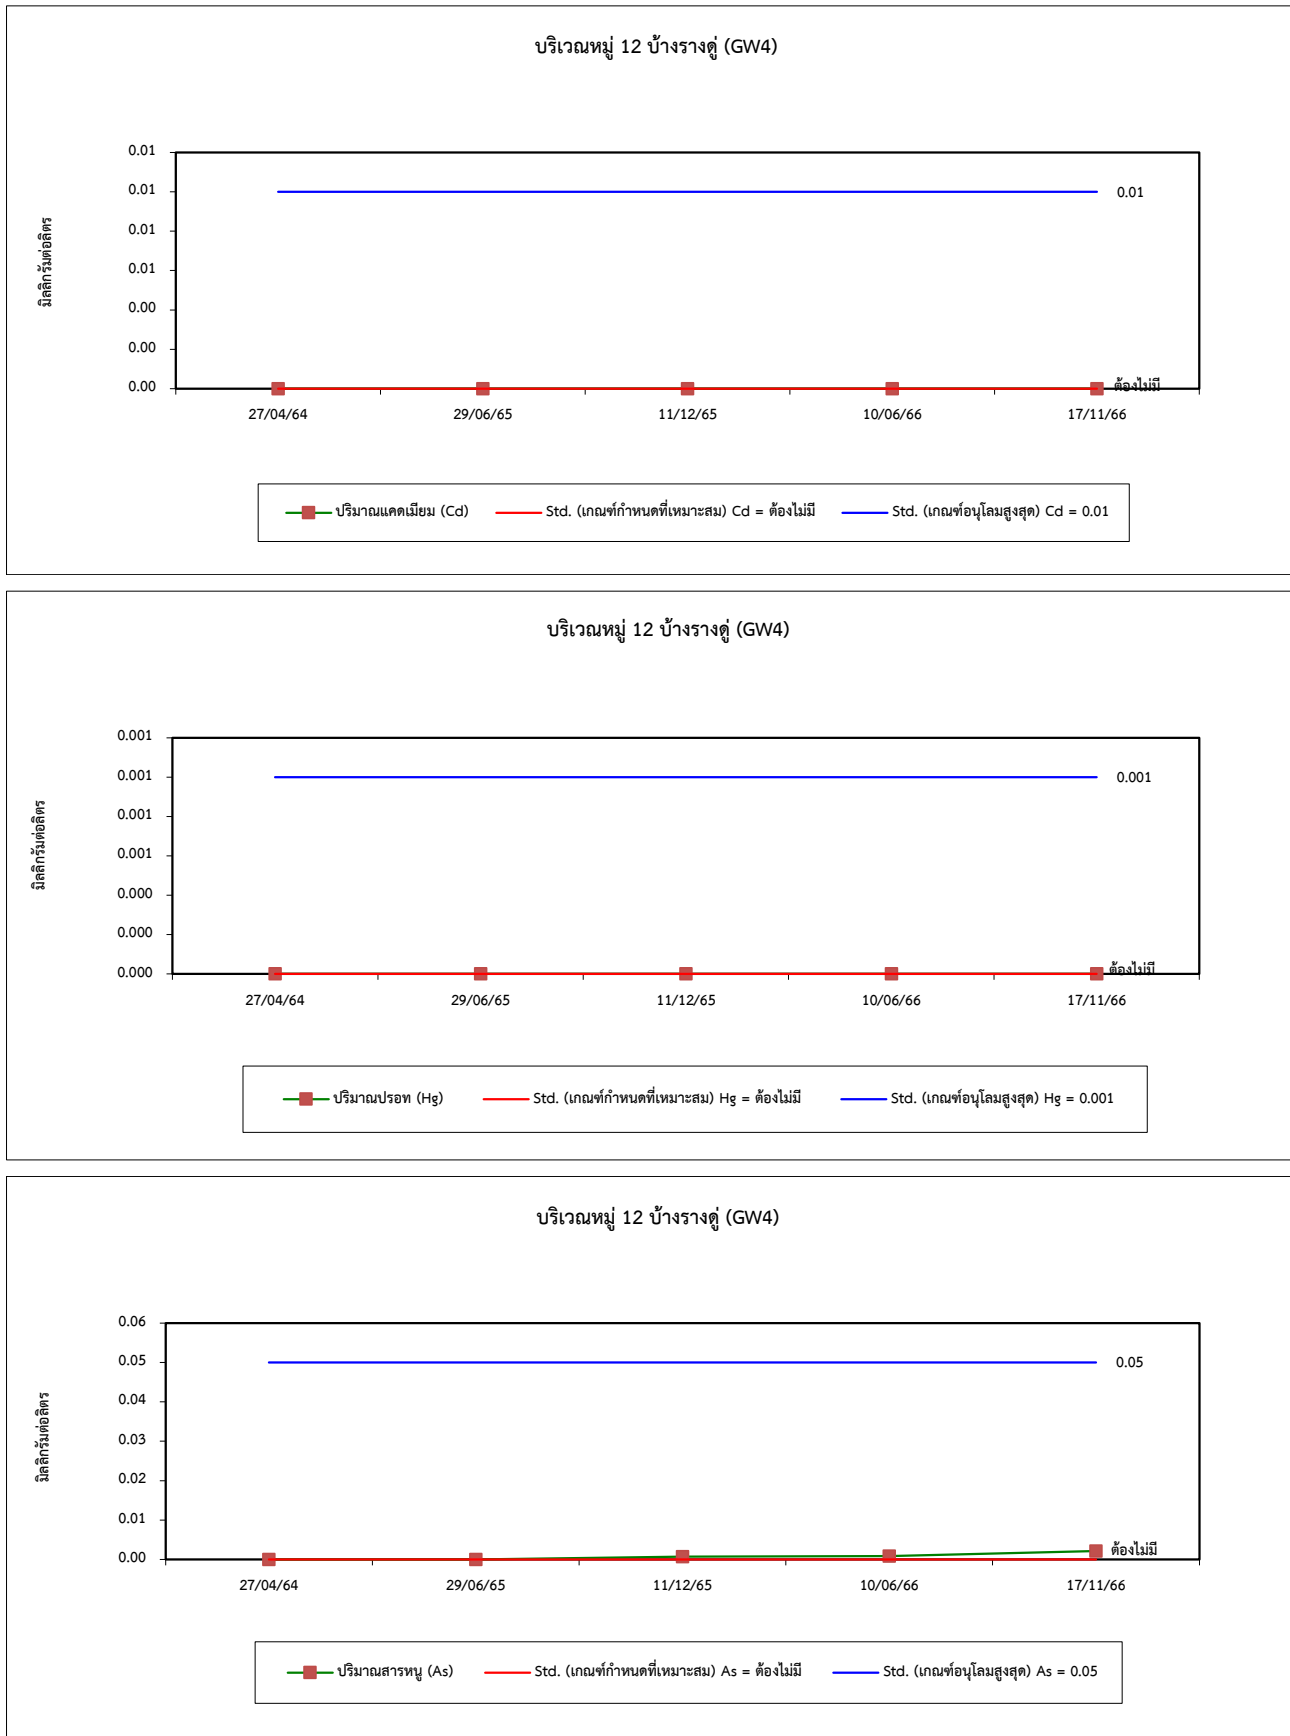 บริเวณหมู่ 12 บ้างรางดู่ (GW4)
มิลลิกรัมต่อลิตร
0.01
0.01
0.01
0.01
0.01
0.00
0.00
0.00
ต้องไม่มี
27/04/64 29/06/65 11/12/65 10/06/66 17/11/66
ปริมาณแคดเมียม (Cd) Std. (เกณฑ์กำหนดที่เหมาะสม) Cd = ต้องไม่มี Std. (เกณฑ์อนุโลมสูงสุด) Cd = 0.01
บริเวณหมู่ 12 บ้างรางดู่ (GW4)
มิลลิกรัมต่อลิตร
0.001
0.001
0.001
0.001
0.001
0.000
0.000
0.000
ต้องไม่มี
27/04/64 29/06/65 11/12/65 10/06/66 17/11/66
ปริมาณปรอท (Hg) Std. (เกณฑ์กำหนดที่เหมาะสม) Hg = ต้องไม่มี Std. (เกณฑ์อนุโลมสูงสุด) Hg = 0.001
บริเวณหมู่ 12 บ้างรางดู่ (GW4)
มิลลิกรัมต่อลิตร
0.06
0.05
0.05
0.04
0.03
0.02
0.01
0.00
ต้องไม่มี
27/04/64 29/06/65 11/12/65 10/06/66 17/11/66
ปริมาณสารหนู (As) Std. (เกณฑ์กำหนดที่เหมาะสม) As = ต้องไม่มี Std. (เกณฑ์อนุโลมสูงสุด) As = 0.05